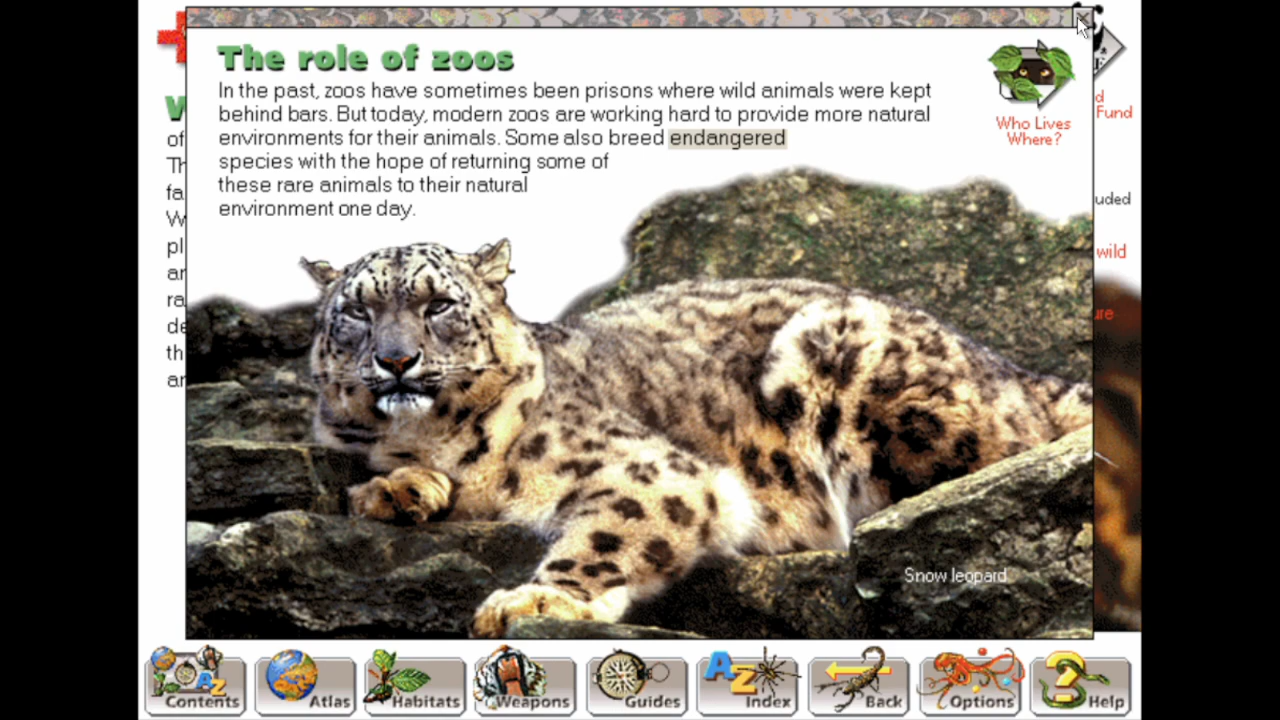 The role of zoos
In the past, zoos have sometimes been prisons where wild animals were kept
behind bars. But today, modern zoos are working hard to provide more natural
environments for their animals. Some also breed endangered
species with the hope of returning some of
these rare animals to their natural
environment one day.
Who Lives
Where?
Fund
wild
Snow leopard
Contents
Atlas
Habitats
Weapons
Guides
Index
Back
Options
Help